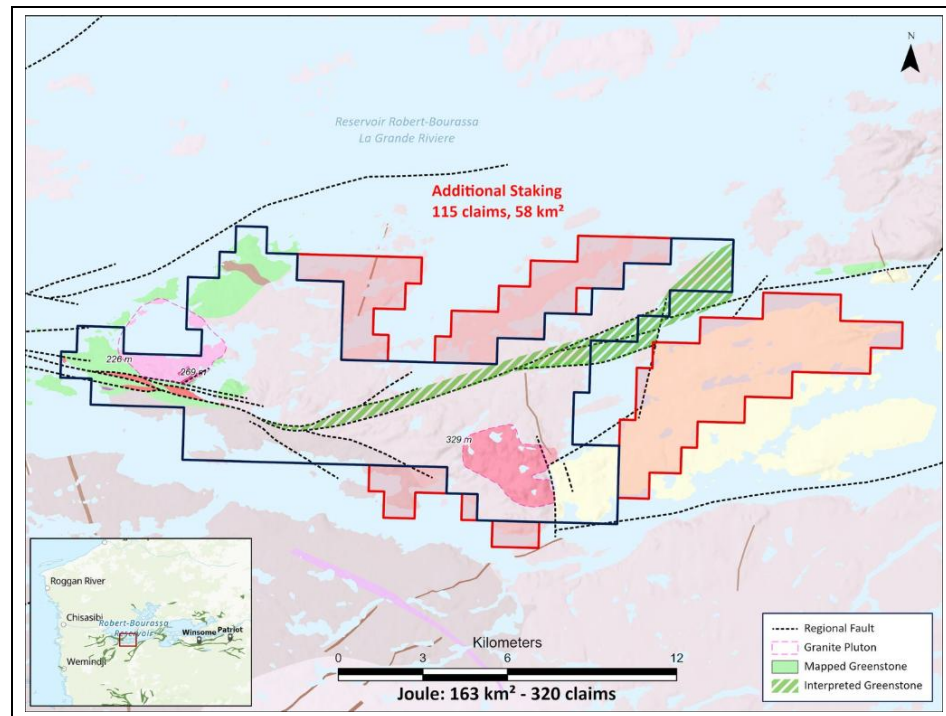 N
Reservoir Robert-Bourassa
La Grande Riviere
Additional Staking
115 claims, 58 km²
226 m
269 m
329 m
Roggan River
Chisasibi
Robert-Bourassa
Reservoir
Wemindji
Winsome
Patriot
Kilometers
0 3 6 12
Joule: 163 km² - 320 claims
Regional Fault
Granite Pluton
Mapped Greenstone
Interpreted Greenstone